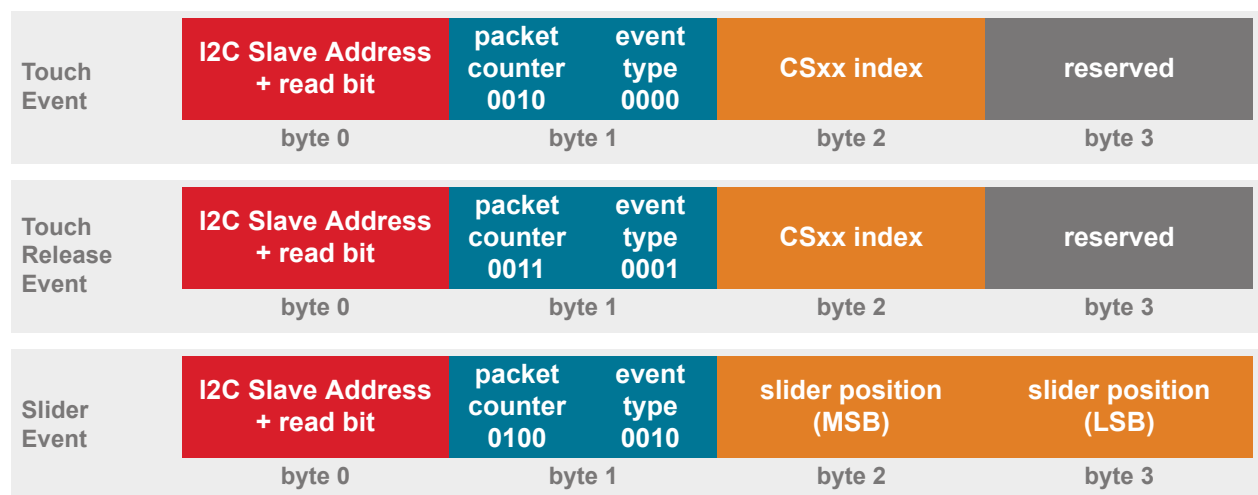 Touch
Event
I2C Slave Address
+ read bit
packet
counter
0010
event
type
0000
CSxx index
reserved
byte 0
byte 1
byte 2
byte 3
Touch
Release
Event
I2C Slave Address
+ read bit
packet
counter
0011
event
type
0001
CSxx index
reserved
byte 0
byte 1
byte 2
byte 3
Slider
Event
I2C Slave Address
+ read bit
packet
counter
0100
event
type
0010
slider position
(MSB)
slider position
(LSB)
byte 0
byte 1
byte 2
byte 3